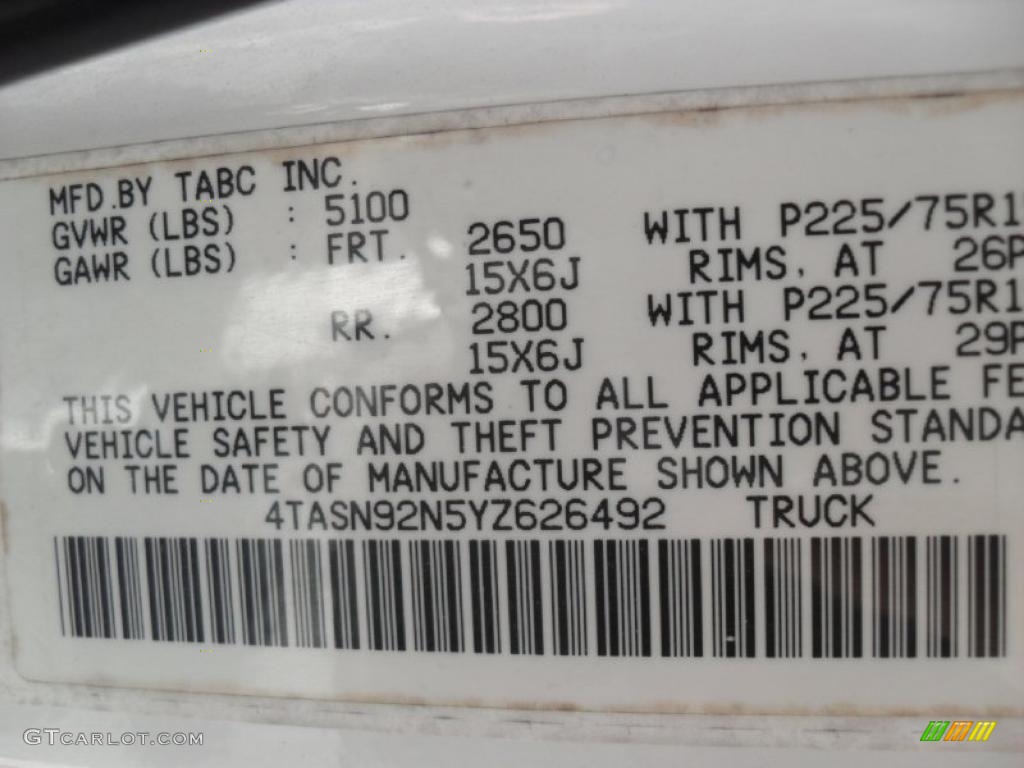 MFD.BY TABC INC.
GVWR (LBS) : 5100
GAWR (LBS) : FRT. 2650 WITH P225/75R1
15X6J RIMS, AT 26P
RR. 2800 WITH P225/75R1
15X6J RIMS, AT 29P
THIS VEHICLE CONFORMS TO ALL APPLICABLE FE
VEHICLE SAFETY AND THEFT PREVENTION STANDA
ON THE DATE OF MANUFACTURE SHOWN ABOVE.
4TASN92N5YZ626492 TRUCK
GTCARLOT.COM